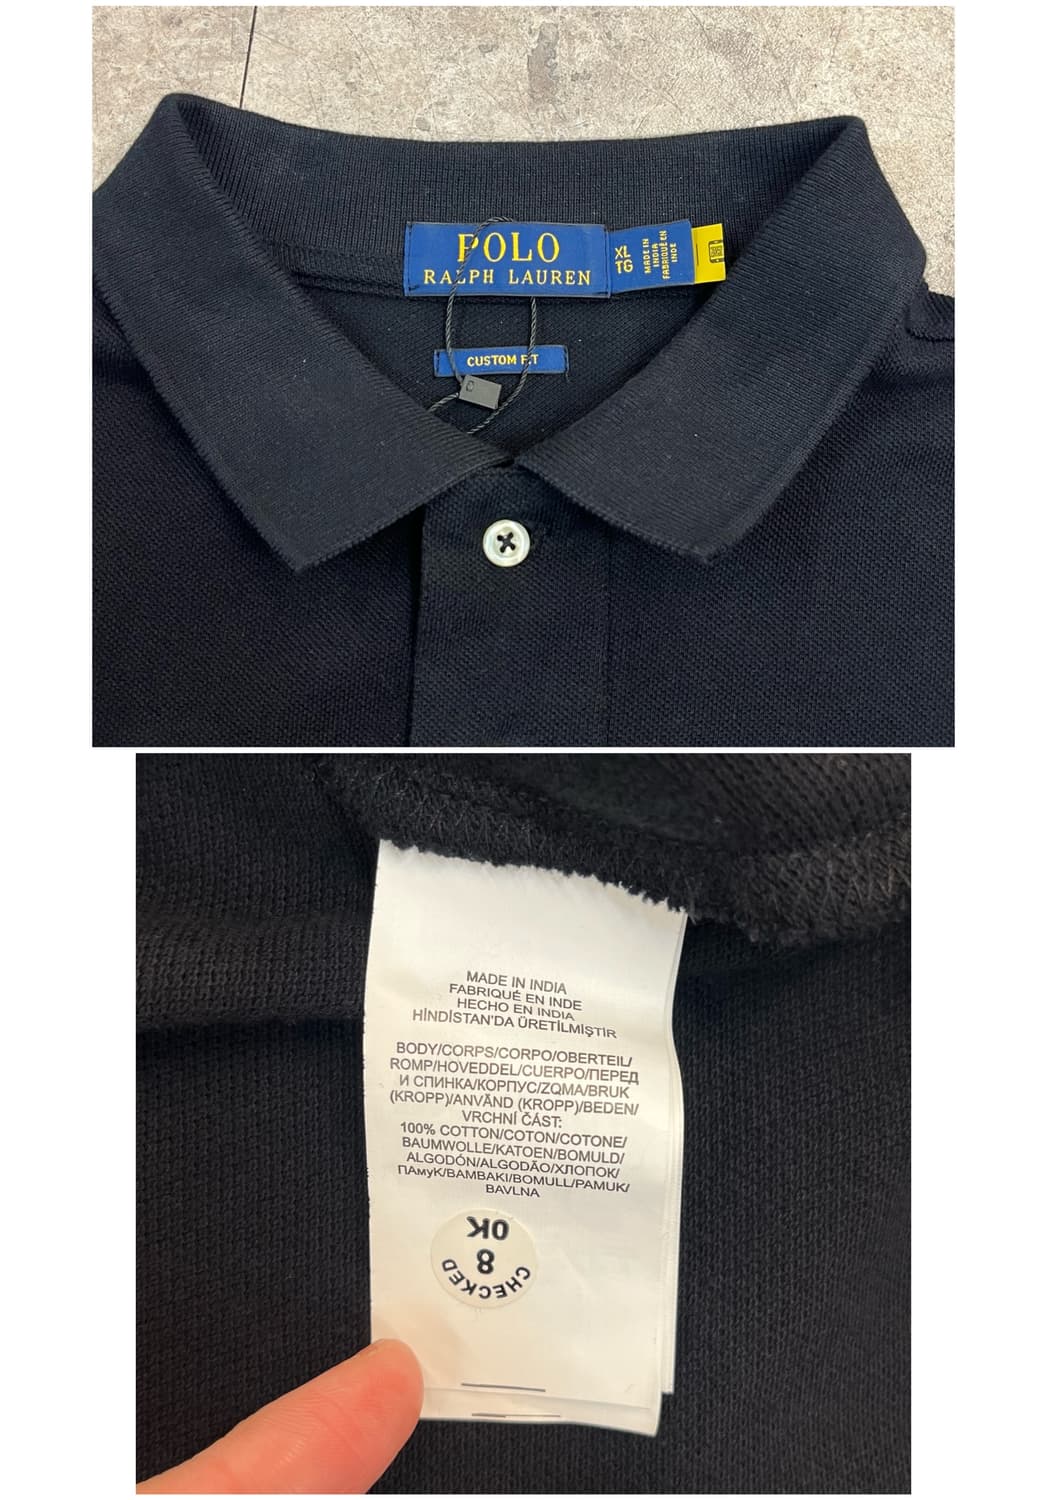 POLO
RALPH LAUREN
XL
TG
MADE IN
INDIA
FABRIQUÉ EN
INDE
CUSTOM FIT
C
MADE IN INDIA
FABRIQUÉ EN INDE
HECHO EN INDIA
HİNDİSTAN'DA ÜRETİLMİŞTİR
BODY/CORPS/CORPO/OBERTEIL/
ROMP/HOVEDDEL/CUERPO/ПЕРЕД
И СПИНКА/КОРПУС/ZQMA/BRUK
(KROPP)/ANVÄND (KROPP)/BEDEN/
VRCHNÍ ČÁST:
100% COTTON/COTON/COTONE/
BAUMWOLLE/KATOEN/BOMULD/
ALGODÓN/ALGODÃO/ХЛОПОК/
ПАмуК/BAMBAKI/BOMULL/PAMUK/
BAVLNA
OK
8
CHECKED